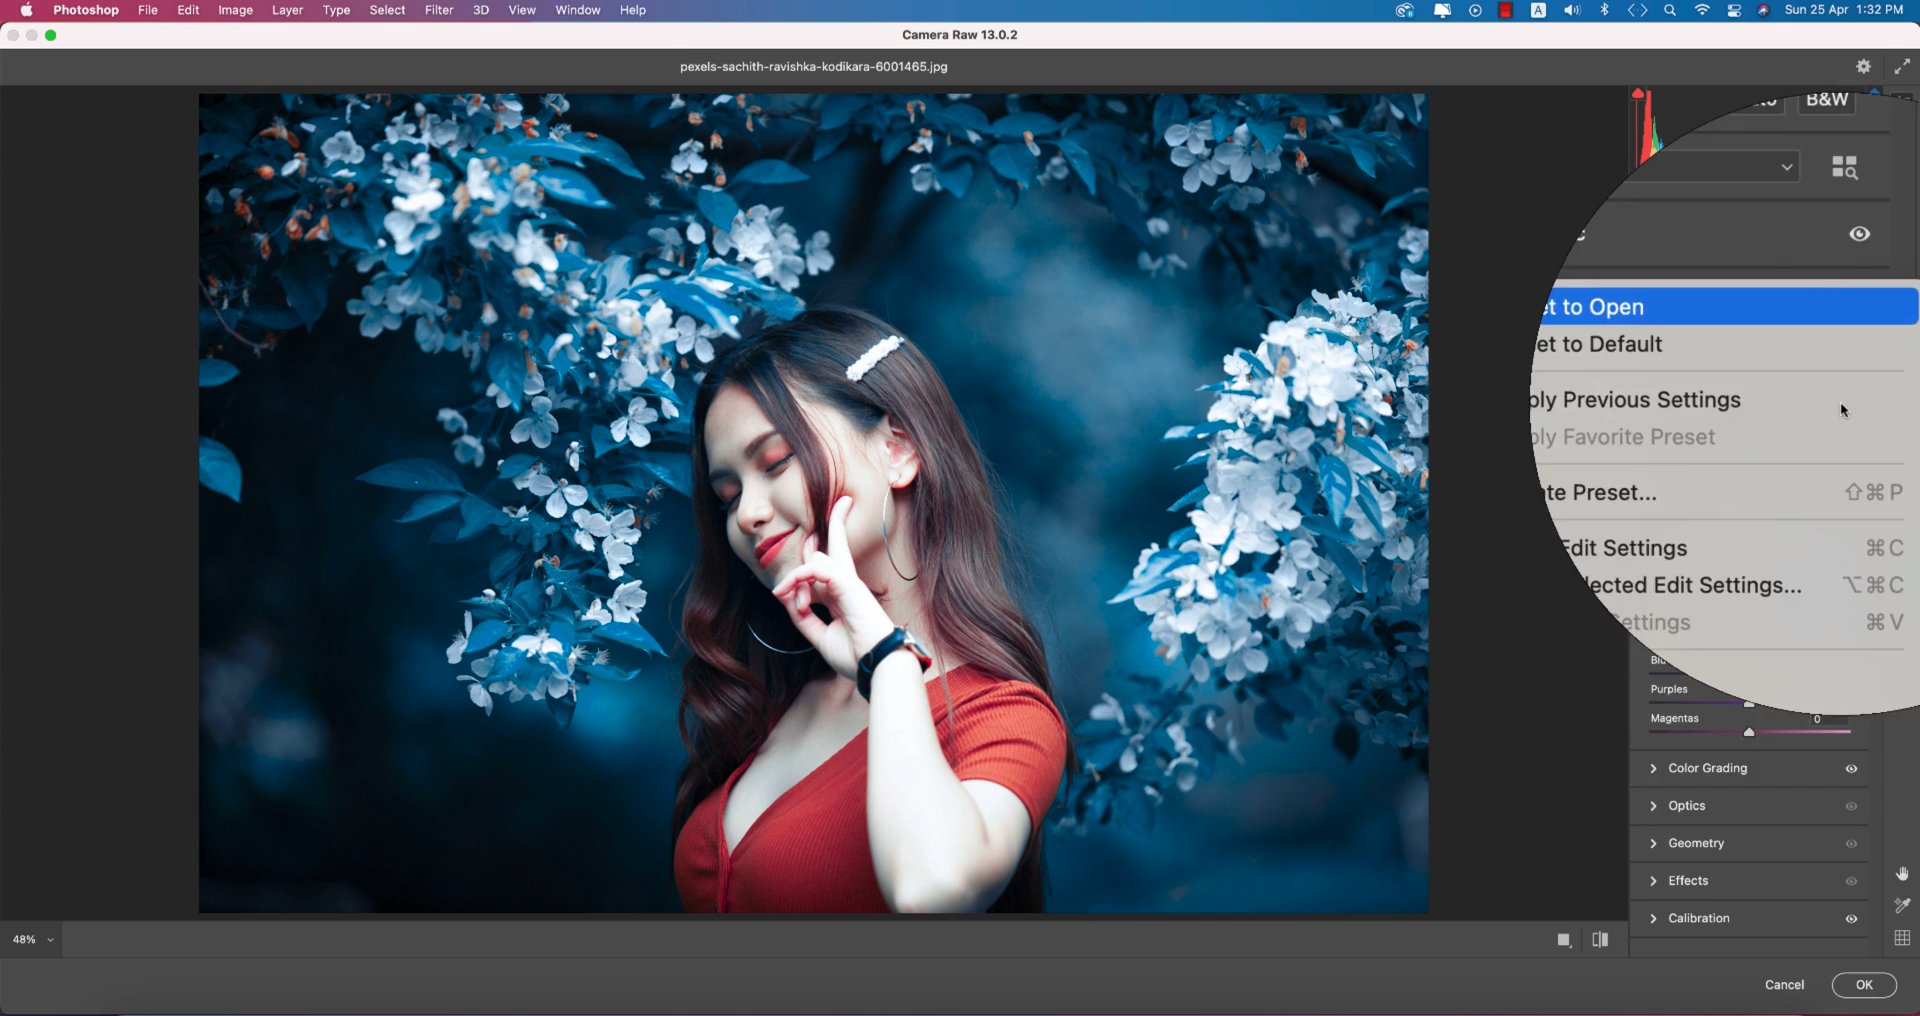 Photoshop File Edit Image Layer Type Select Filter 3D View Window Help
A Sun 25 Apr 1:32 PM
Camera Raw 13.0.2
pexels-sachith-ravishka-kodikara-6001465.jpg
B&W
et to Open
et to Default
ply Previous Settings
ply Favorite Preset
te Preset... ⇧⌘P
Edit Settings ⌘C
lected Edit Settings... ⌥⌘C
ettings ⌘V
Purples
Magentas 0
Color Grading
Optics
Geometry
Effects
Calibration
48%
Cancel OK